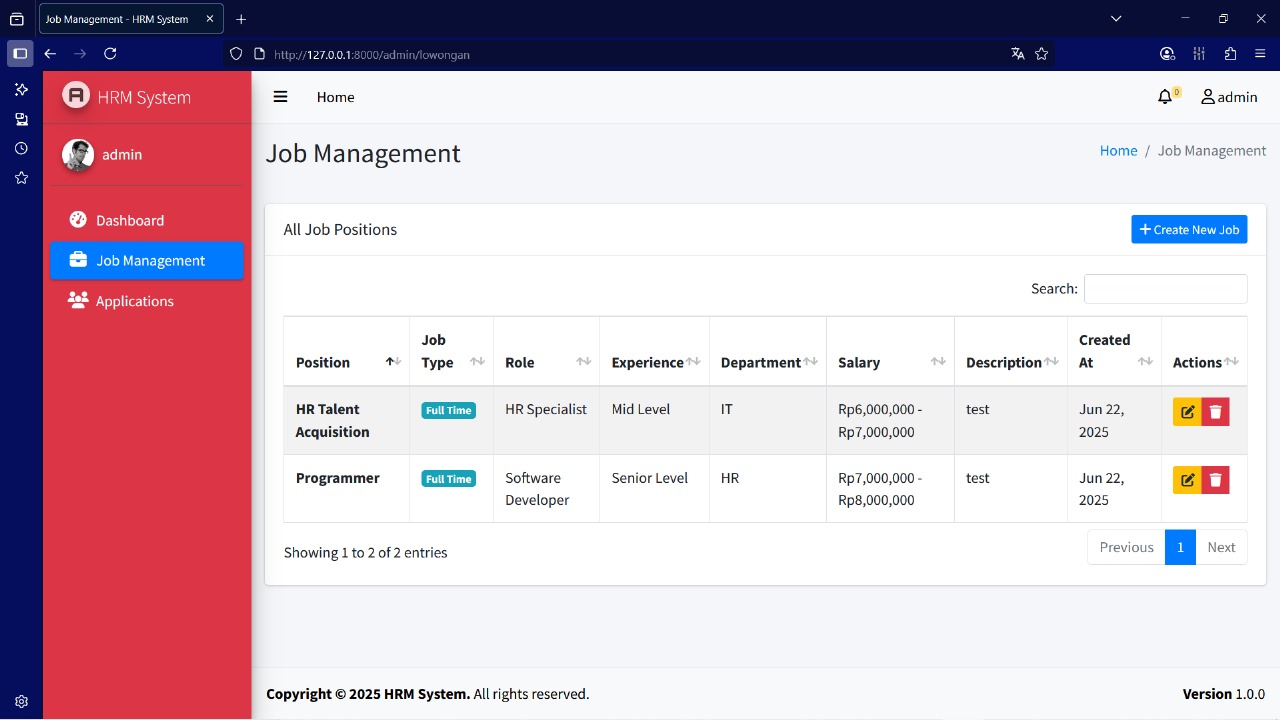 Job Management - HRM System
http://127.0.0.1:8000/admin/lowongan
HRM System
Home
0
admin
admin
Job Management
Home / Job Management
Dashboard
Job Management
Applications
All Job Positions
Create New Job
Search:
Position
Job
Type
Role
Experience
Department
Salary
Description
Created
At
Actions
HR Talent
Acquisition
Full Time
HR Specialist
Mid Level
IT
Rp6,000,000 -
Rp7,000,000
test
Jun 22,
2025
Programmer
Full Time
Software
Developer
Senior Level
HR
Rp7,000,000 -
Rp8,000,000
test
Jun 22,
2025
Showing 1 to 2 of 2 entries
Previous 1 Next
Copyright © 2025 HRM System. All rights reserved.
Version 1.0.0